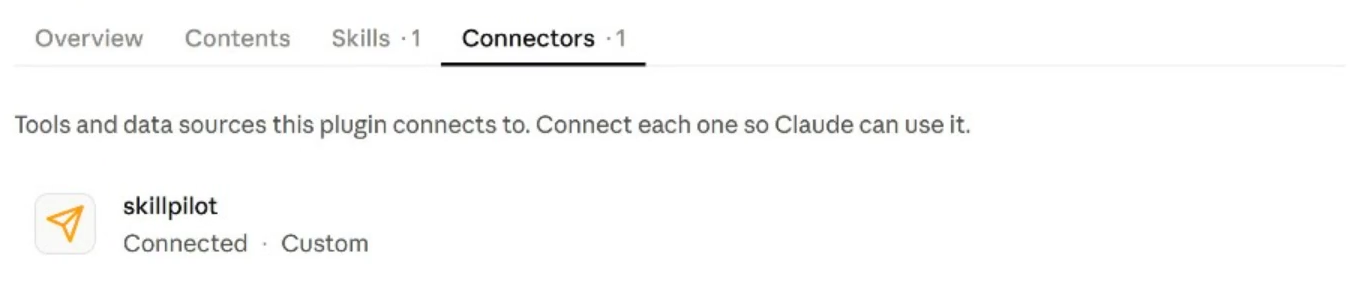 Overview Contents Skills · 1 Connectors · 1
Tools and data sources this plugin connects to. Connect each one so Claude can use it.
skillpilot
Connected · Custom